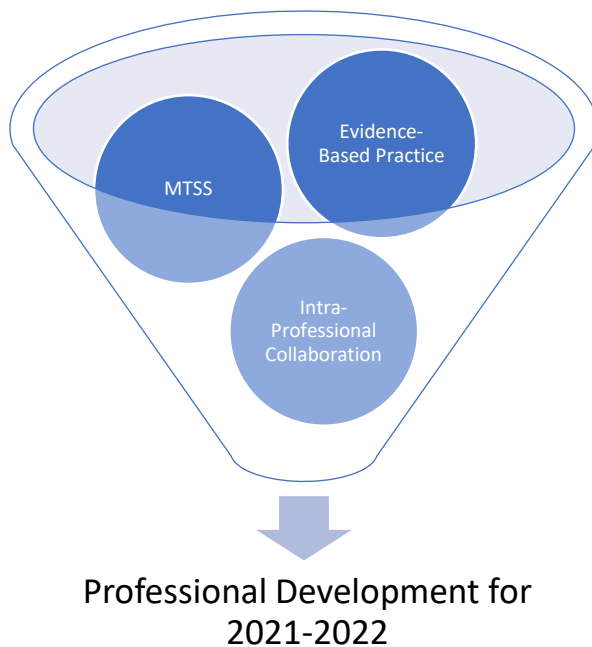 Evidence-
Based Practice
MTSS
Intra-
Professional
Collaboration
Professional Development for
2021-2022